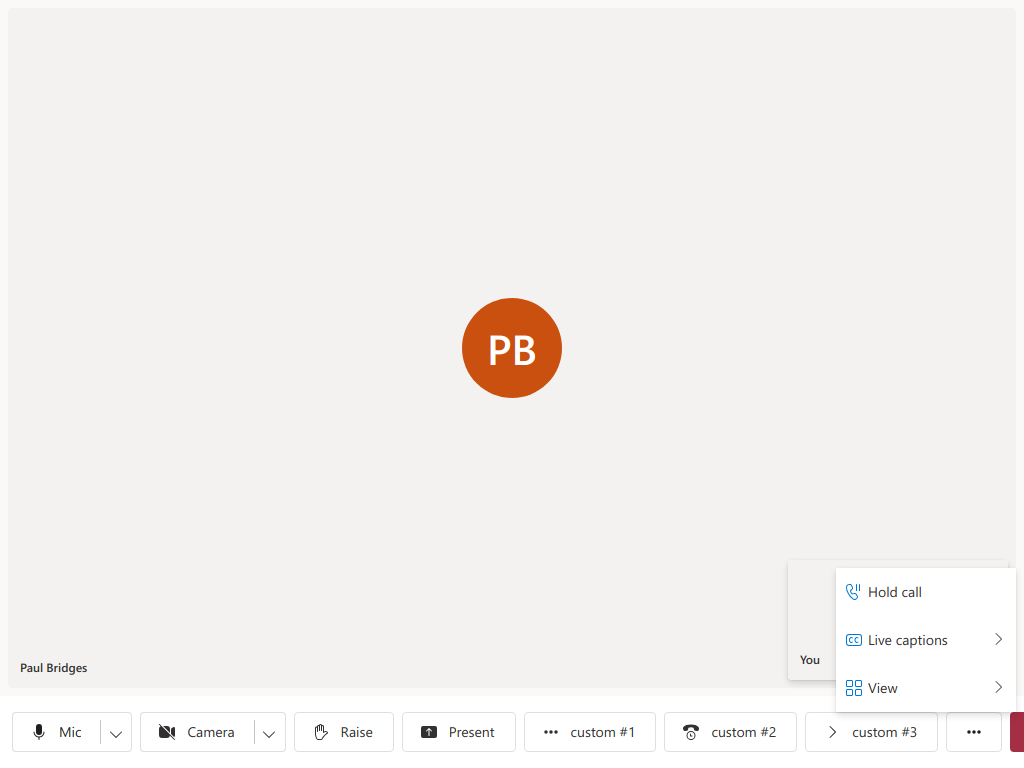 PB
Paul Bridges
You
Hold call
Live captions
View
Mic
Camera
Raise
Present
custom #1
custom #2
custom #3